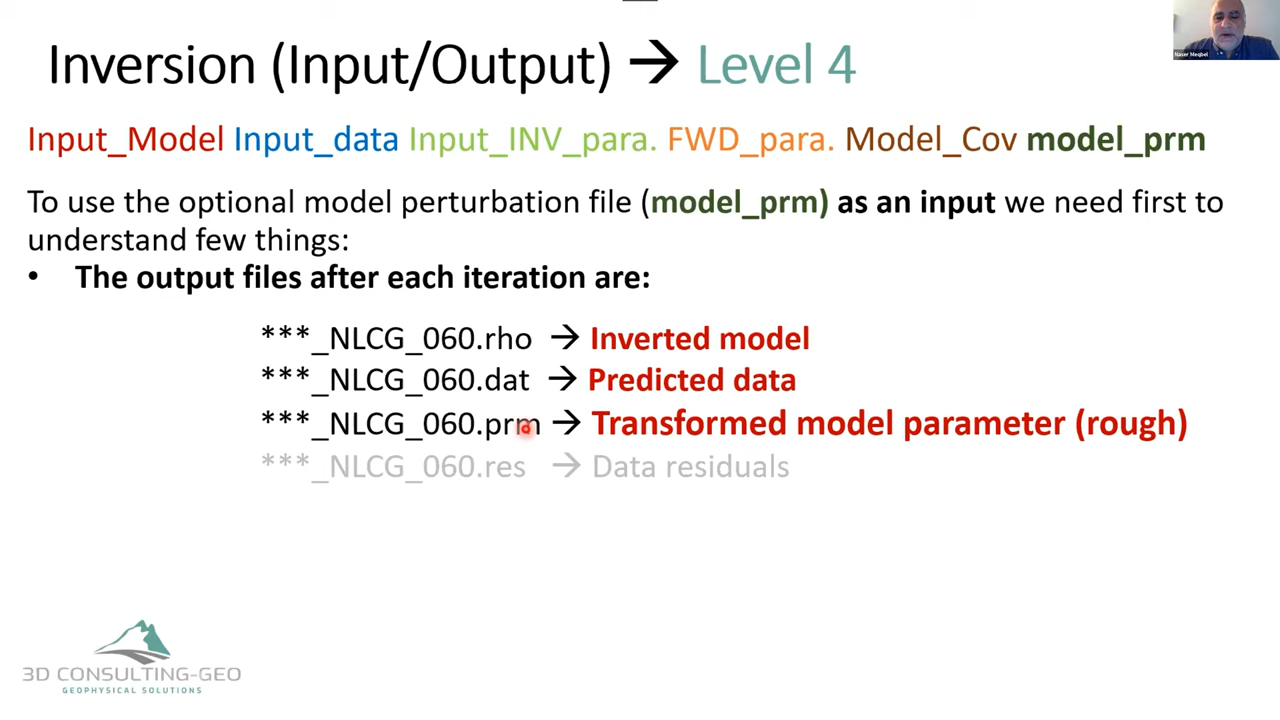 Inversion (Input/Output) → Level 4
Naser Meqbel
Input_Model Input_data Input_INV_para. FWD_para. Model_Cov model_prm
To use the optional model perturbation file (model_prm) as an input we need first to
understand few things:
• The output files after each iteration are:
***_NLCG_060.rho → Inverted model
***_NLCG_060.dat → Predicted data
***_NLCG_060.prm → Transformed model parameter (rough)
***_NLCG_060.res → Data residuals
3D CONSULTING-GEO
GEOPHYSICAL SOLUTIONS